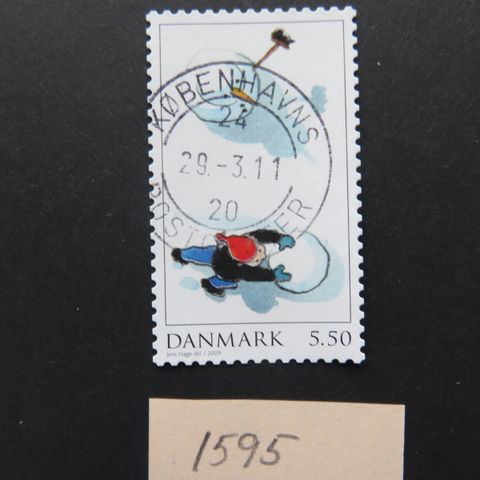 KØBENHAVNS
24
29.-3.11
20
DANMARK 5.50
Jens Hage del. / 2009
1595